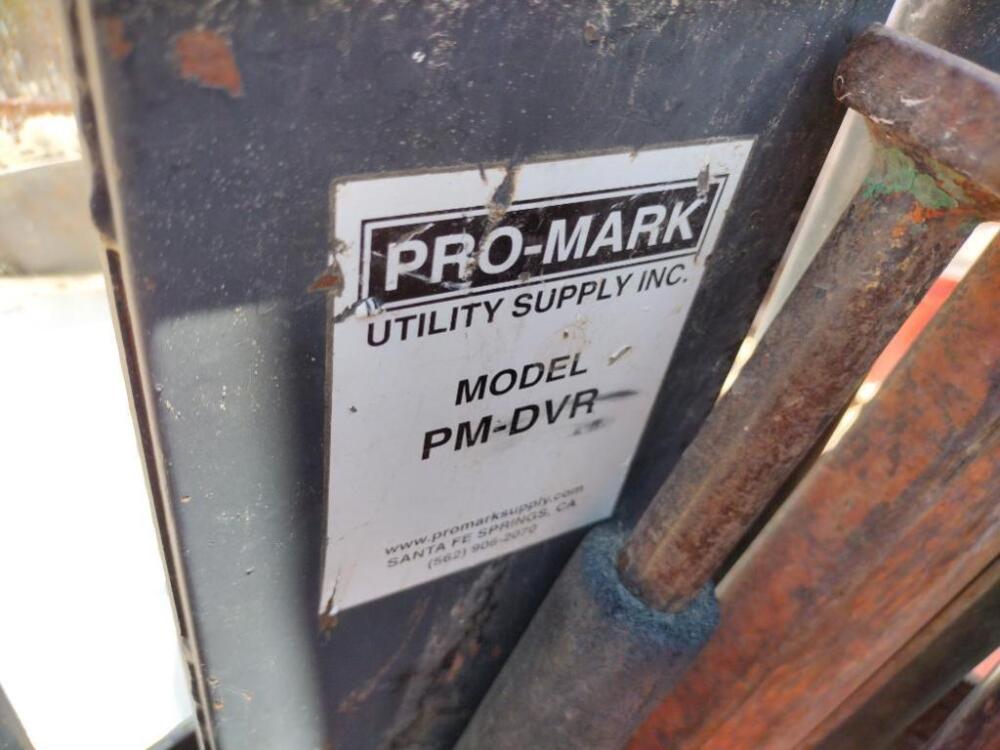 PRO-MARK
UTILITY SUPPLY INC.
MODEL
PM-DVR
www.promarksupply.com
SANTA FE SPRINGS, CA
(562) 906-2070